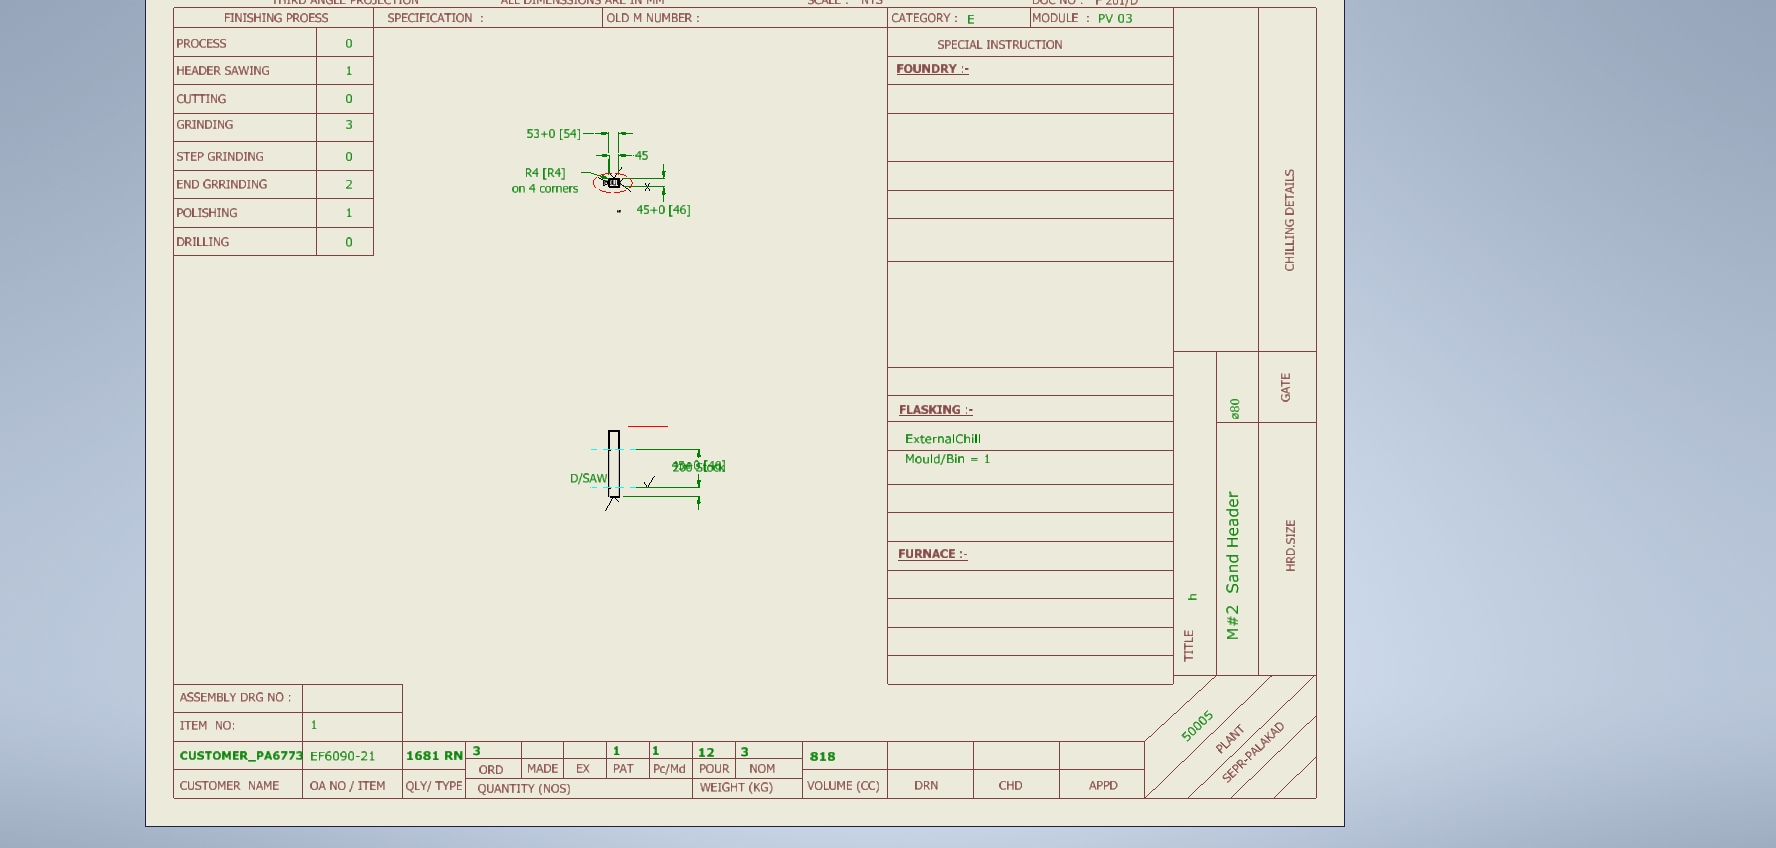 THIRD ANGLE PROJECTION ALL DIMENSSIONS ARE IN MM SCALE : NTS DOC NO : P 201/D
FINISHING PROESS SPECIFICATION : OLD M NUMBER : CATEGORY : E MODULE : PV 03
PROCESS 0
HEADER SAWING 1
CUTTING 0
GRINDING 3
STEP GRINDING 0
END GRRINDING 2
POLISHING 1
DRILLING 0
53+0 [54]
45
R4 [R4]
on 4 corners
X
45+0 [46]
D/SAW
SPECIAL INSTRUCTION
FOUNDRY :-
FLASKING :-
ExternalChill
Mould/Bin = 1
FURNACE :-
CHILLING DETAILS
GATE
ø80
HRD.SIZE
M#2 Sand Header
TITLE h
50005
PLANT
SEPR-PALAKAD
ASSEMBLY DRG NO :
ITEM NO: 1
CUSTOMER_PA6773 EF6090-21 1681 RN 3 1 1 12 3 818
ORD MADE EX PAT Pc/Md POUR NOM
CUSTOMER NAME OA NO / ITEM QLY/ TYPE QUANTITY (NOS) WEIGHT (KG) VOLUME (CC) DRN CHD APPD